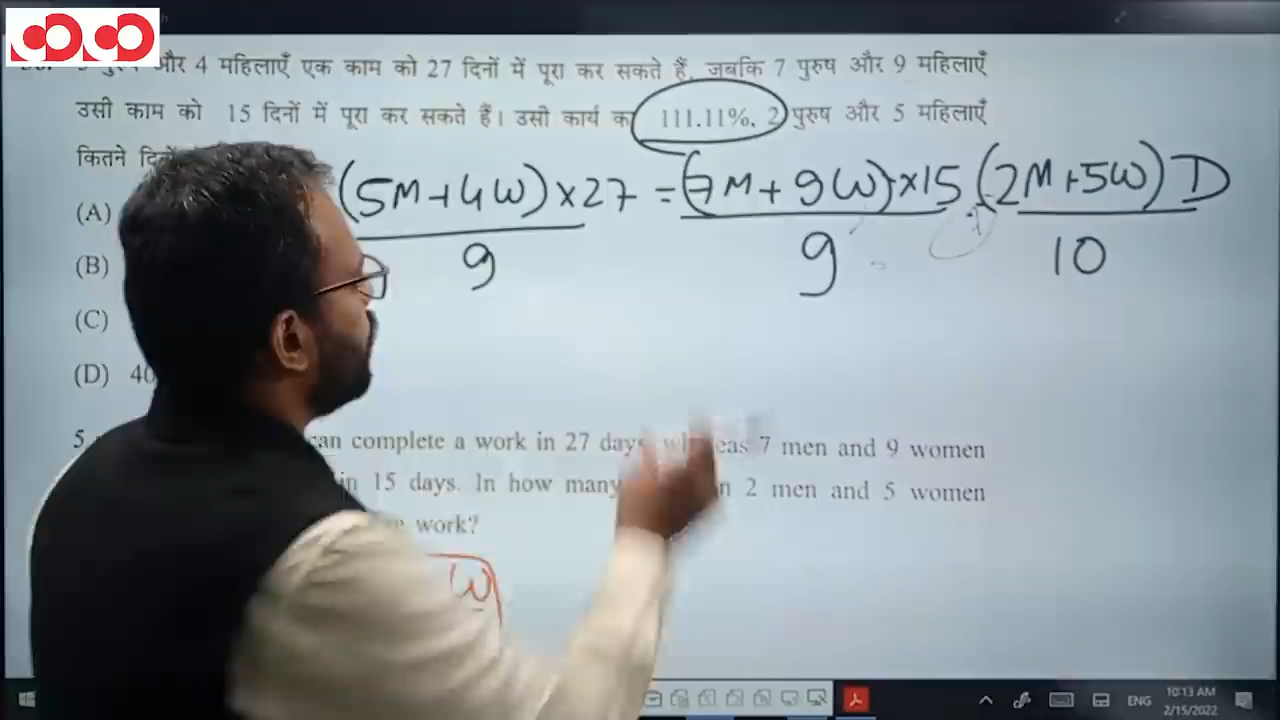 और 4 महिलाएँ एक काम को 27 दिनों में पूरा कर सकते हैं, जबकि 7 पुरुष और 9 महिलाएँ
उसी काम को 15 दिनों में पूरा कर सकते हैं। उसी कार्य का 111.11%, 2 पुरुष और 5 महिलाएँ
कितने
(5M+4W)×27 = (7M+9W)×15 (2M+5W) D
9 9 10
(A)
(B)
(C)
(D) 40
5 can complete a work in 27 days, whereas 7 men and 9 women
in 15 days. In how many 2 men and 5 women
work?
W
ENG
10:13 AM
2/15/2022